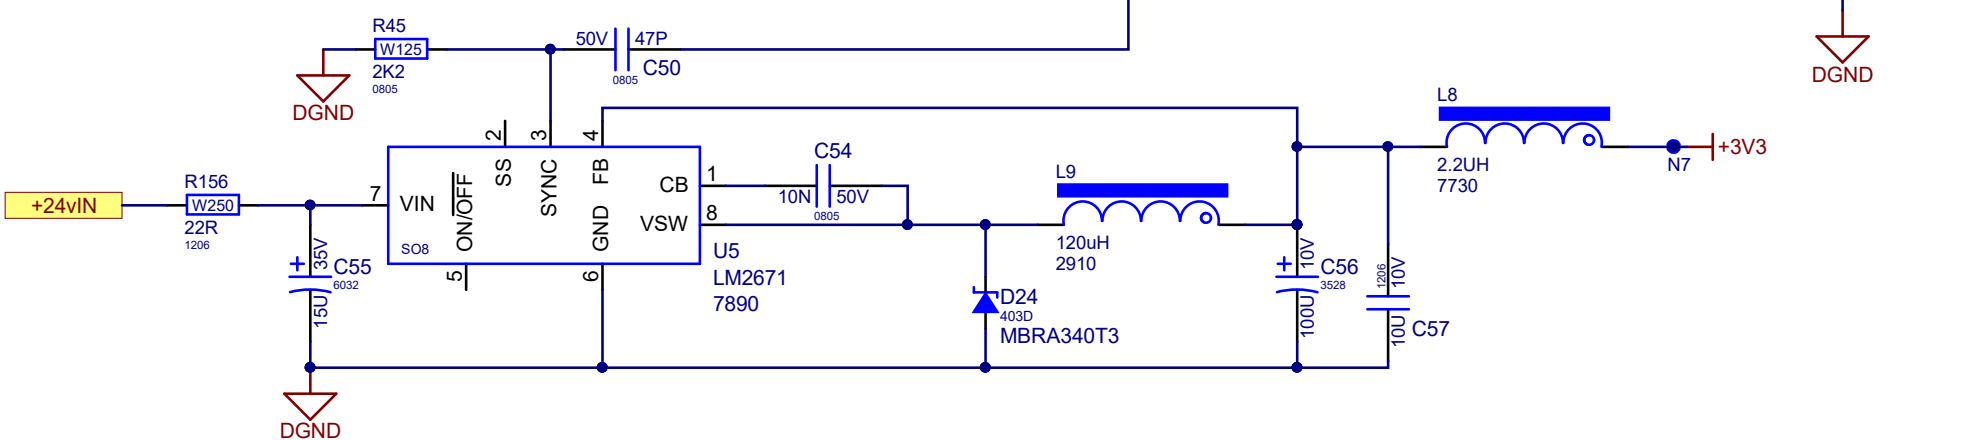 R45
W125
2K2
0805
DGND
50V
47P
C50
0805
DGND
+24vIN
R156
W250
22R
1206
35V
C55
6032
15U
DGND
2
3
4
SS
SYNC
FB
7
VIN
ON/OFF
GND
CB
VSW
1
8
SO8
5
6
U5
LM2671
7890
C54
10N
50V
0805
L9
120uH
2910
D24
403D
MBRA340T3
10V
C56
3528
100U
1206
10V
10U
C57
L8
2.2UH
7730
N7
+3V3